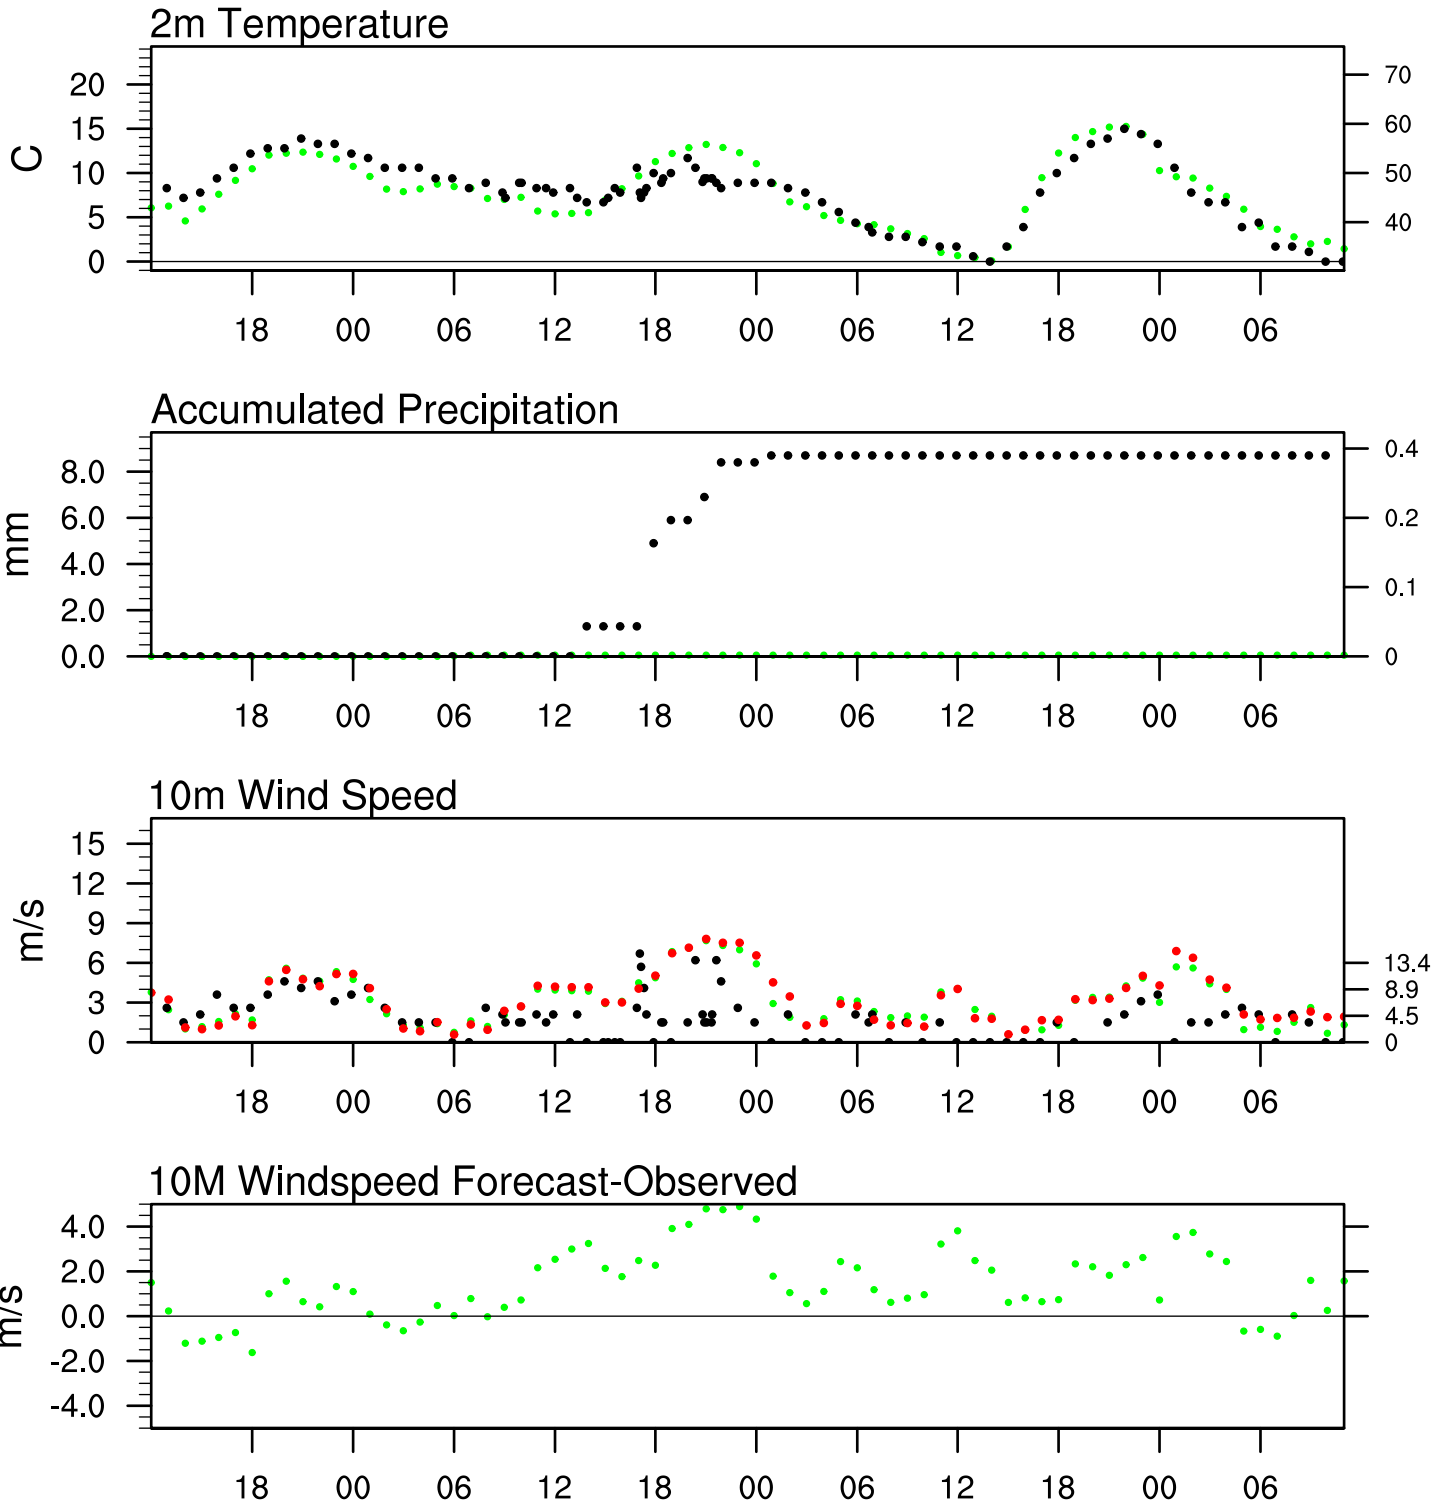 2m Temperature
C
20
15
10
5
0
70
60
50
40
18 00 06 12 18 00 06 12 18 00 06
Accumulated Precipitation
mm
8.0
6.0
4.0
2.0
0.0
0.4
0.2
0.1
0
18 00 06 12 18 00 06 12 18 00 06
10m Wind Speed
m/s
15
12
9
6
3
0
13.4
8.9
4.5
0
18 00 06 12 18 00 06 12 18 00 06
10M Windspeed Forecast-Observed
m/s
4.0
2.0
0.0
-2.0
-4.0
18 00 06 12 18 00 06 12 18 00 06